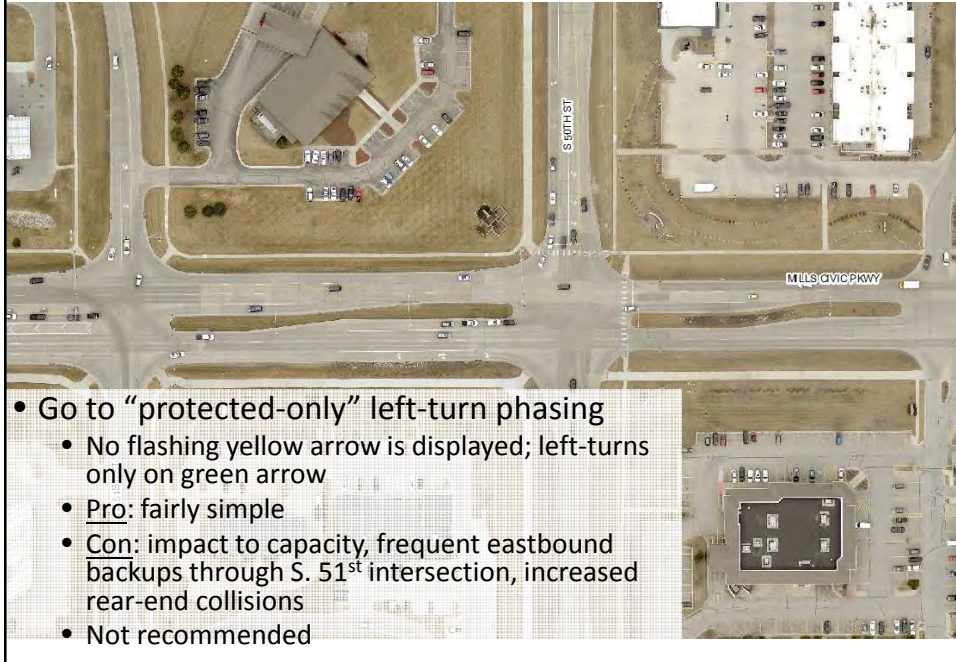 S 50TH ST
MILLS CIVIC PKWY
• Go to “protected-only” left-turn phasing
• No flashing yellow arrow is displayed; left-turns
only on green arrow
• Pro: fairly simple
• Con: impact to capacity, frequent eastbound
backups through S. 51st intersection, increased
rear-end collisions
• Not recommended